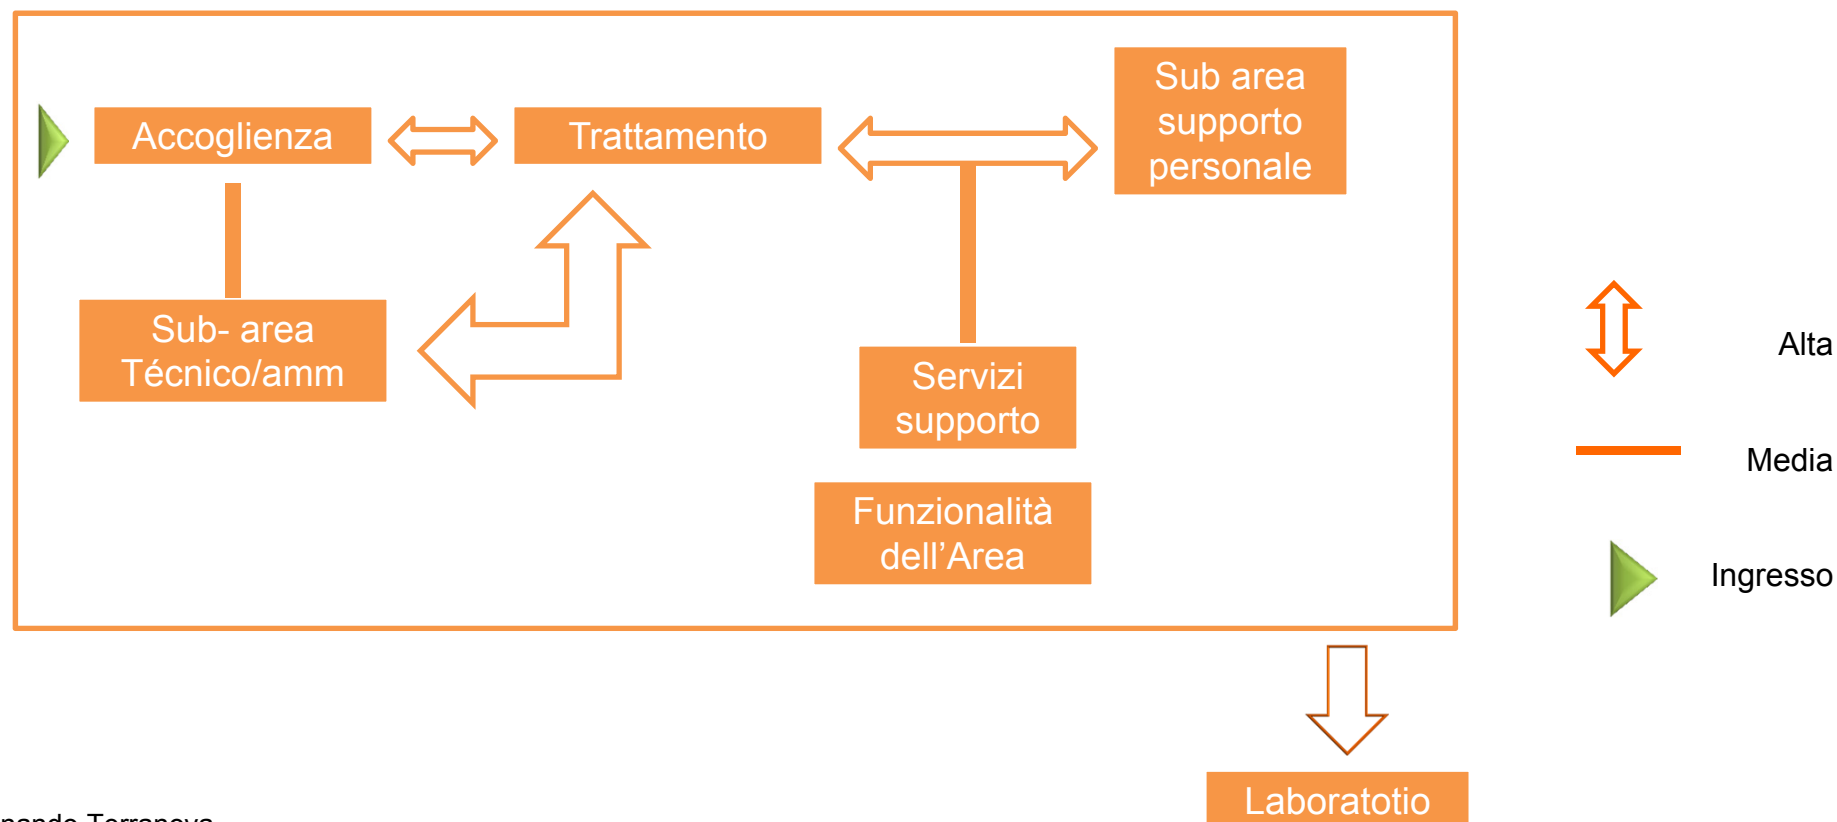 Accoglienza
Trattamento
Sub area
supporto
personale
Sub- area
Técnico/amm
Servizi
supporto
Funzionalità
dell’Area
Alta
Media
Ingresso
Laboratotio